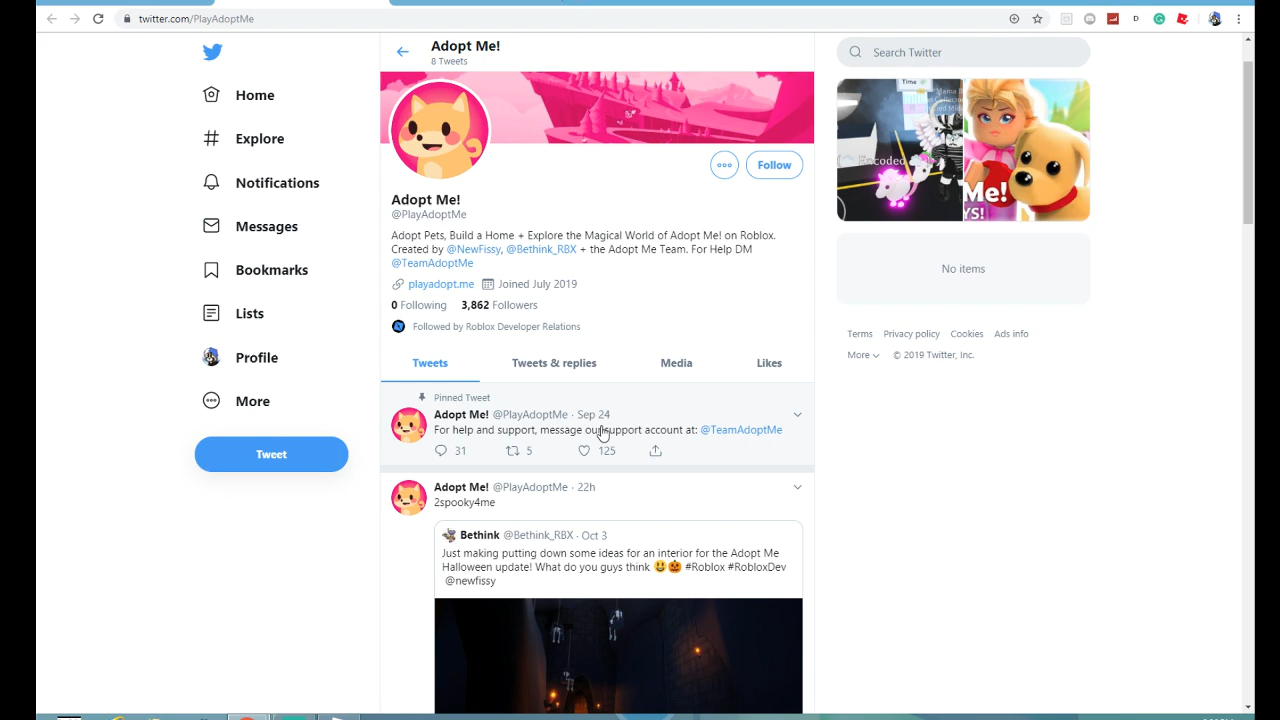 twitter.com/PlayAdoptMe
Home
Explore
Notifications
Messages
Bookmarks
Lists
Profile
More
Tweet
Adopt Me!
8 Tweets
Follow
Adopt Me!
@PlayAdoptMe
Adopt Pets, Build a Home + Explore the Magical World of Adopt Me! on Roblox.
Created by @NewFissy, @Bethink_RBX + the Adopt Me Team. For Help DM
@TeamAdoptMe
playadopt.me Joined July 2019
0 Following 3,862 Followers
Followed by Roblox Developer Relations
Tweets Tweets & replies Media Likes
Pinned Tweet
Adopt Me! @PlayAdoptMe · Sep 24
For help and support, message our support account at: @TeamAdoptMe
31 5 125
Adopt Me! @PlayAdoptMe · 22h
2spooky4me
Bethink @Bethink_RBX · Oct 3
Just making putting down some ideas for an interior for the Adopt Me
Halloween update! What do you guys think 😃🎃 #Roblox #RobloxDev
@newfissy
Search Twitter
Time
Encoded
Me!
YS!
No items
Terms Privacy policy Cookies Ads info
More © 2019 Twitter, Inc.